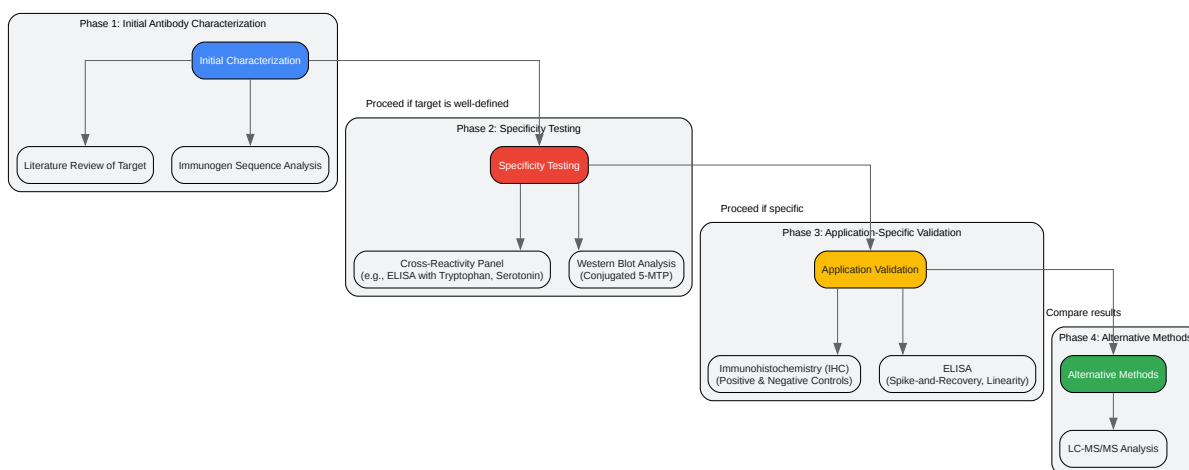 Phase 1: Initial Antibody Characterization
Initial Characterization
Literature Review of Target
Immunogen Sequence Analysis
Proceed if target is well-defined
Phase 2: Specificity Testing
Specificity Testing
Cross-Reactivity Panel
(e.g., ELISA with Tryptophan, Serotonin)
Western Blot Analysis
(Conjugated 5-MTP)
Proceed if specific
Phase 3: Application-Specific Validation
Application Validation
Immunohistochemistry (IHC)
(Positive & Negative Controls)
ELISA
(Spike-and-Recovery, Linearity)
Compare results
Phase 4: Alternative Methods
Alternative Methods
LC-MS/MS Analysis